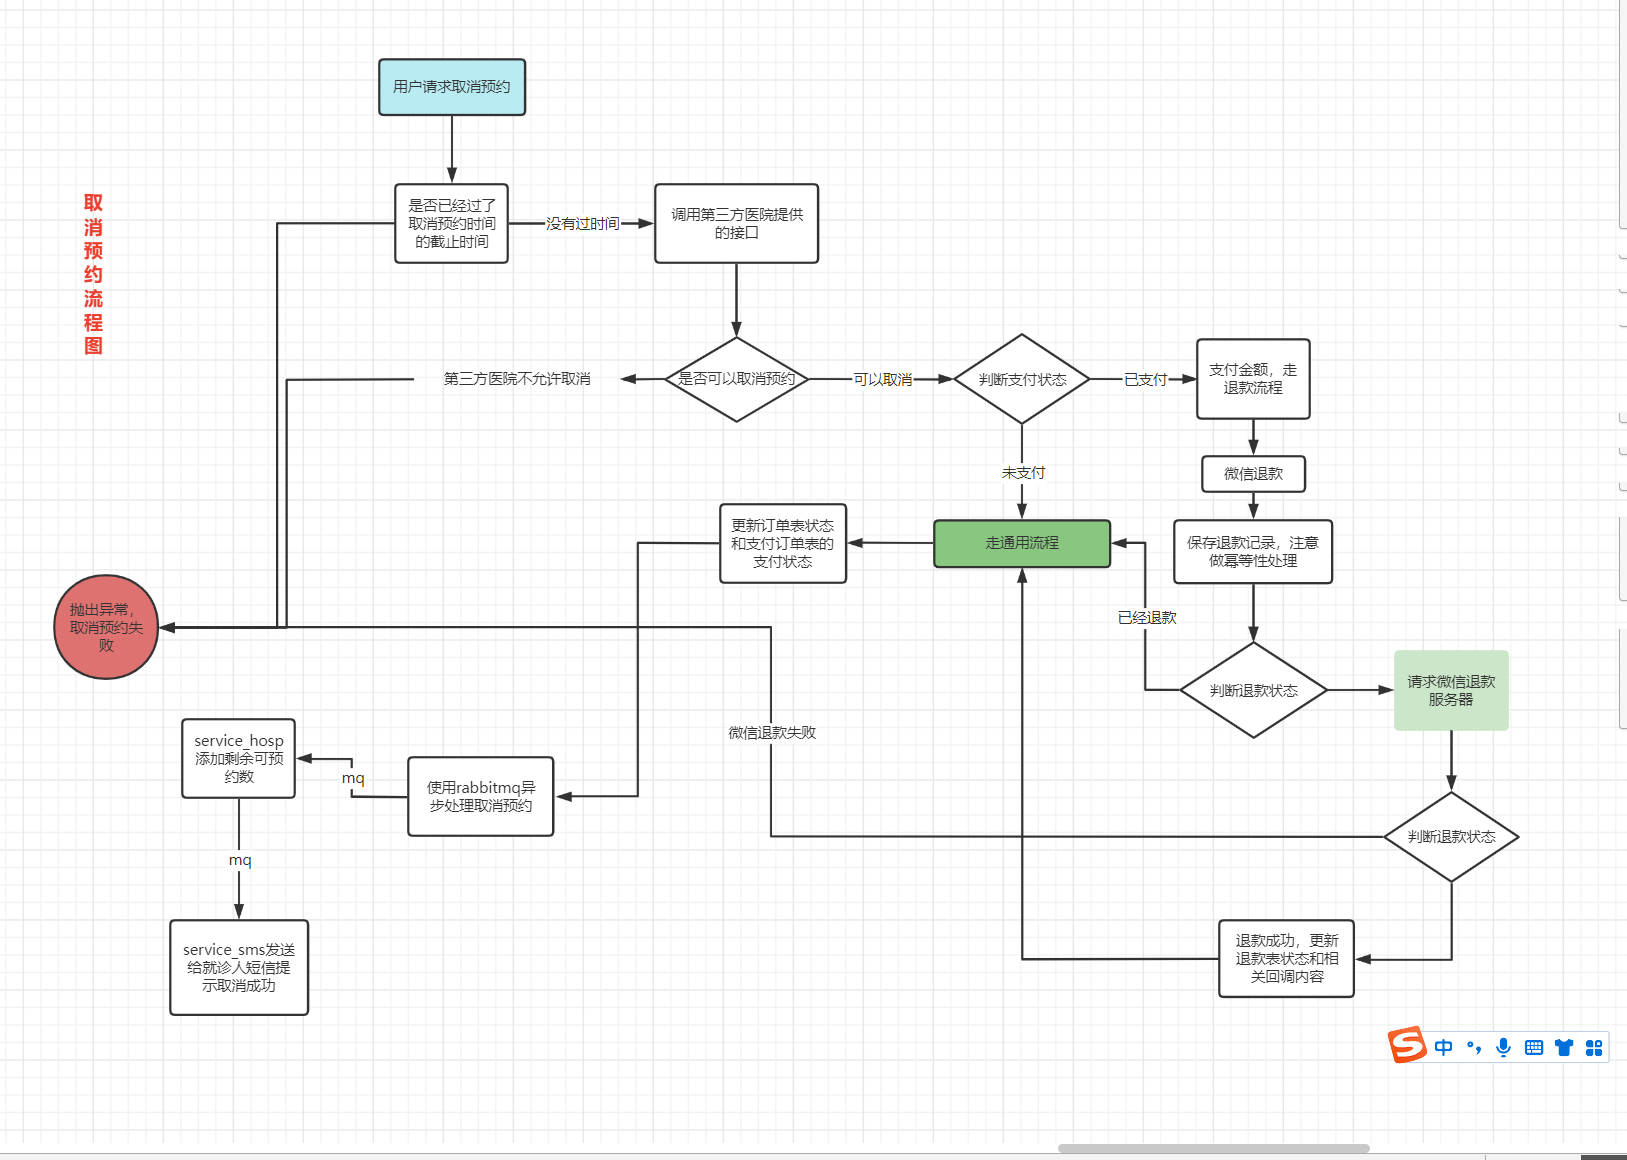 用户请求取消预约
取
消
预
约
流
程
图
是否已经过了
取消预约时间
的截止时间
没有过时间
调用第三方医院提供
的接口
第三方医院不允许取消
是否可以取消预约
可以取消
判断支付状态
已支付
支付金额，走
退款流程
未支付
微信退款
更新订单表状态
和支付订单表的
支付状态
走通用流程
保存退款记录，注意
做幂等性处理
抛出异常，
取消预约失
败
已经退款
判断退款状态
请求微信退款
服务器
微信退款失败
service_hosp
添加剩余可预
约数
mq
使用rabbitmq异
步处理取消预约
判断退款状态
mq
service_sms发送
给就诊人短信提
示取消成功
退款成功，更新
退款表状态和相
关回调内容
中